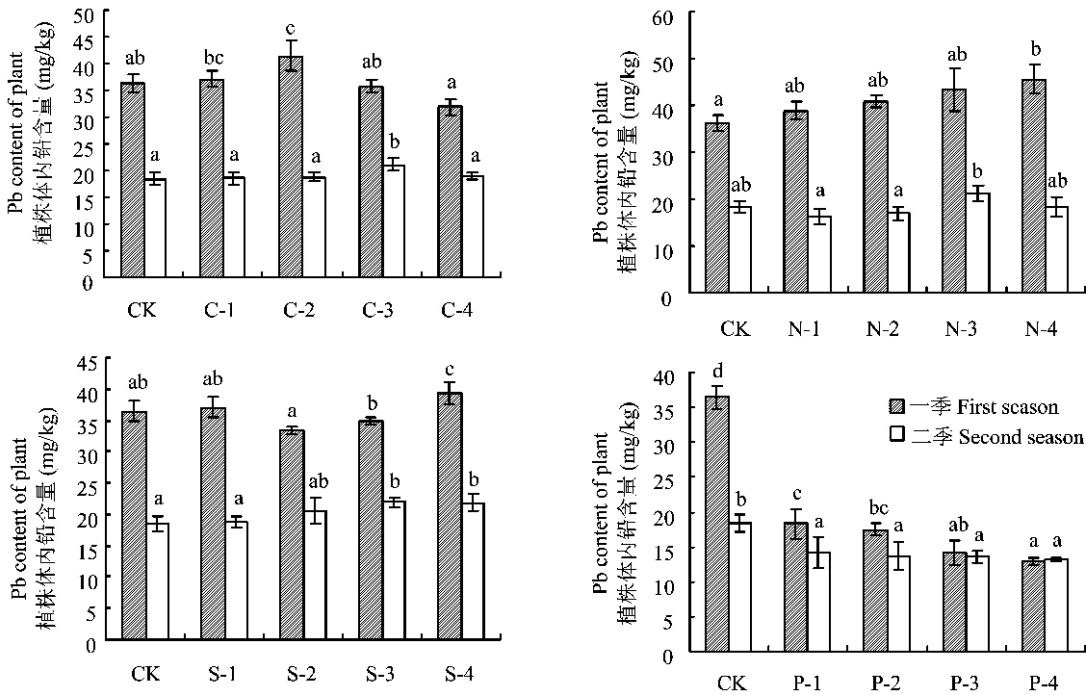 Pb content of plant
植株体内铅含量 (mg/kg)
50
45
40
35
30
25
20
15
10
5
0
ab
a
bc
a
c
a
ab
b
a
a
CK C-1 C-2 C-3 C-4
Pb content of plant
植株体内铅含量 (mg/kg)
60
50
40
30
20
10
0
a
ab
ab
a
ab
a
ab
b
b
ab
CK N-1 N-2 N-3 N-4
Pb content of plant
植株体内铅含量 (mg/kg)
45
40
35
30
25
20
15
10
5
0
ab
a
ab
a
a
ab
b
b
c
b
CK S-1 S-2 S-3 S-4
Pb content of plant
植株体内铅含量 (mg/kg)
40
35
30
25
20
15
10
5
0
d
b
c
a
bc
a
ab
a
a
a
一季 First season
二季 Second season
CK P-1 P-2 P-3 P-4